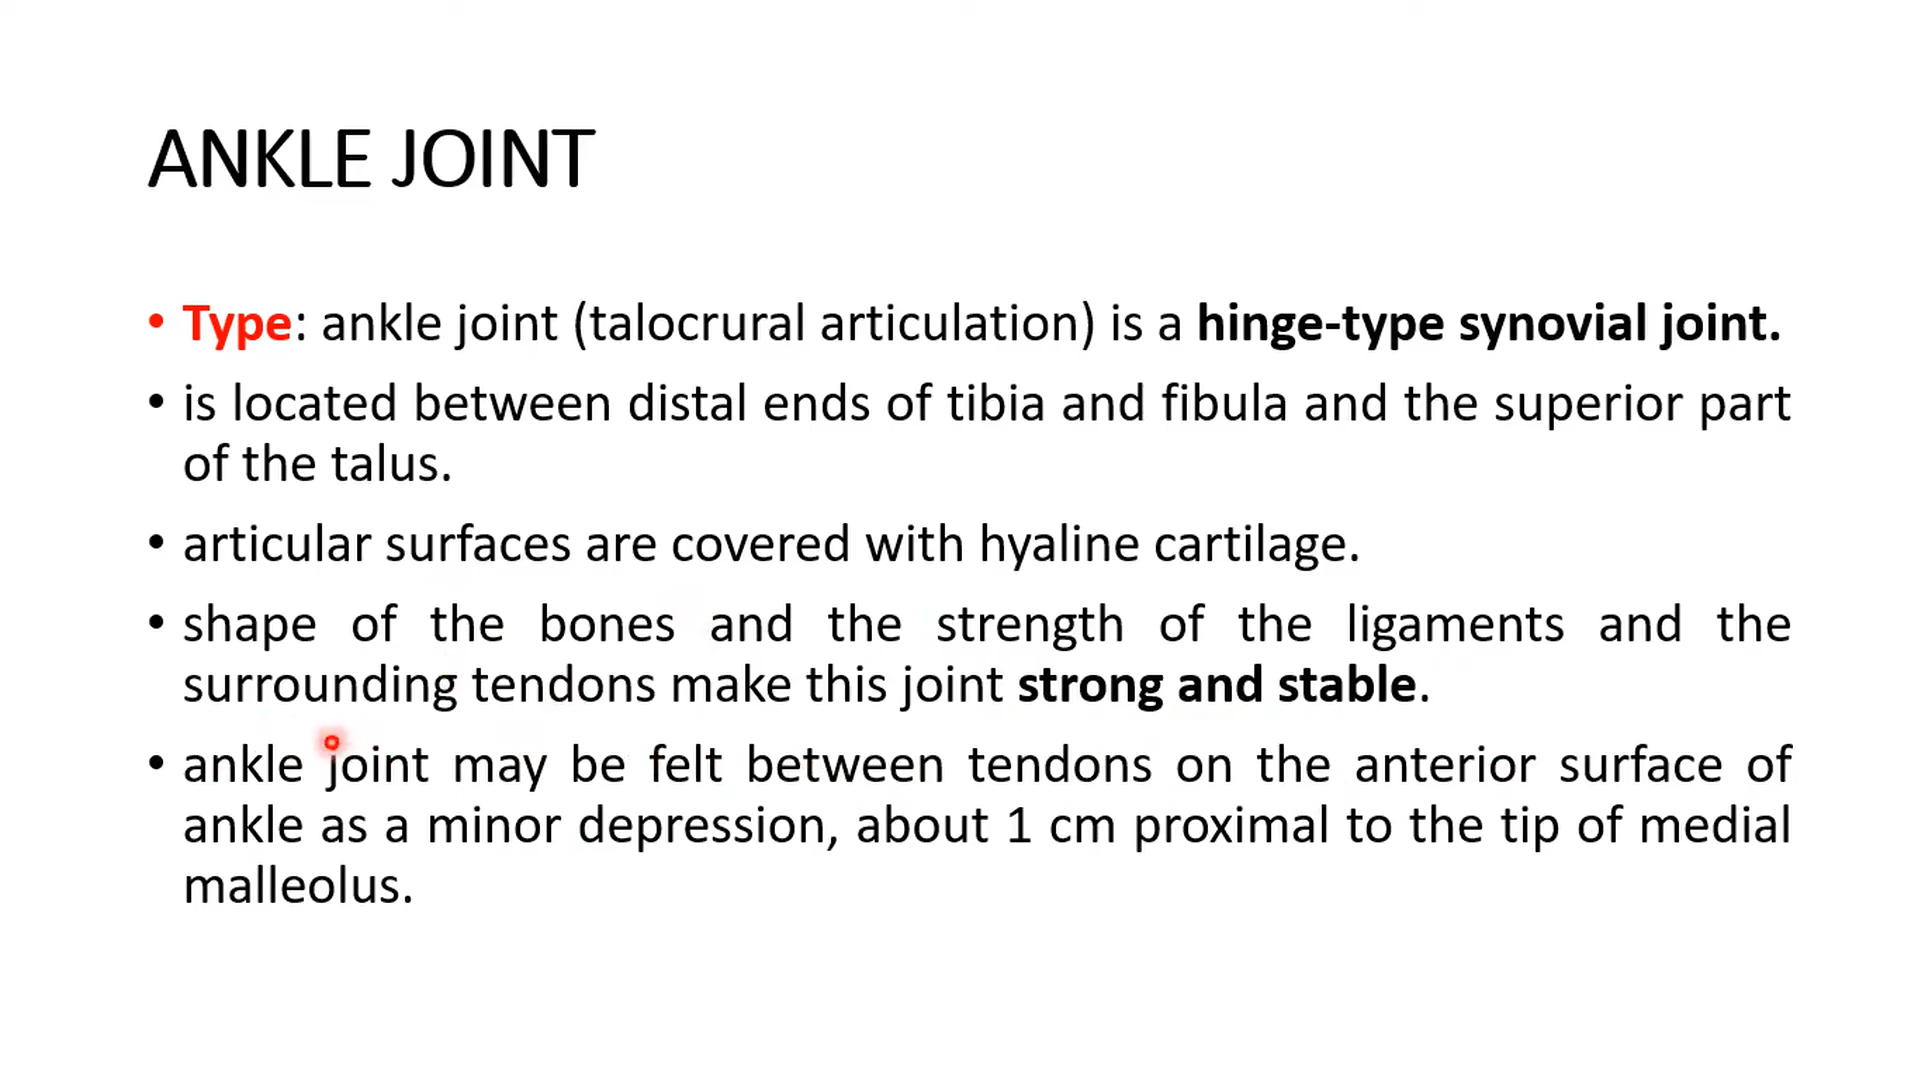 ANKLE JOINT
• Type: ankle joint (talocrural articulation) is a hinge-type synovial joint.
• is located between distal ends of tibia and fibula and the superior part
of the talus.
• articular surfaces are covered with hyaline cartilage.
• shape of the bones and the strength of the ligaments and the
surrounding tendons make this joint strong and stable.
• ankle joint may be felt between tendons on the anterior surface of
ankle as a minor depression, about 1 cm proximal to the tip of medial
malleolus.